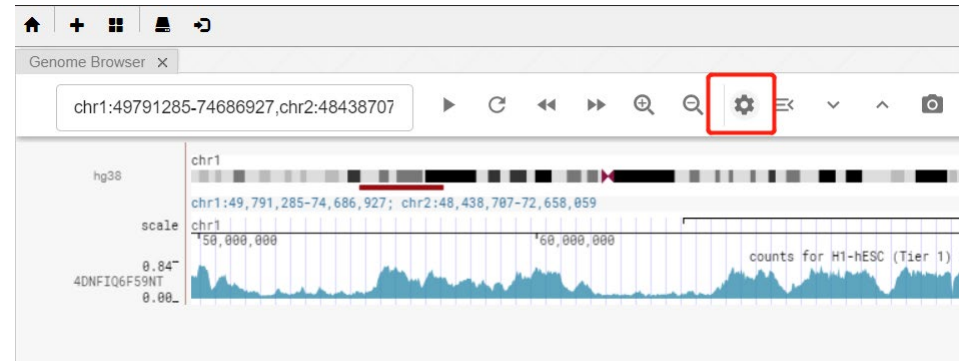 Genome Browser
chr1:49791285-74686927,chr2:48438707
chr1
hg38
chr1:49,791,285-74,686,927; chr2:48,438,707-72,658,059
scale
chr1
50,000,000
60,000,000
counts for H1-hESC (Tier 1)
0.84
4DNFIQ6F59NT
0.00